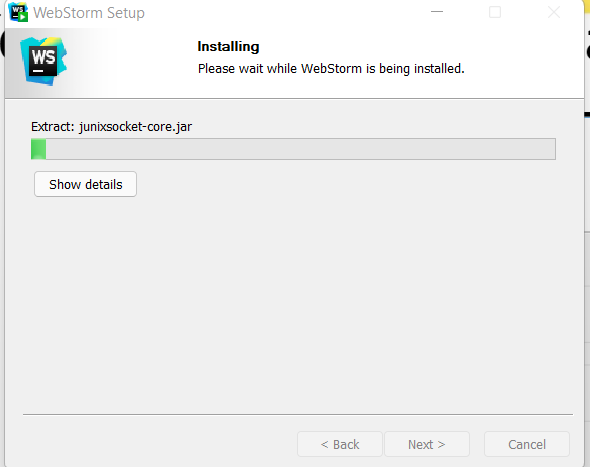 WS WebStorm Setup
WS
Installing
Please wait while WebStorm is being installed.
Extract: junixsocket-core.jar
Show details
< Back Next > Cancel